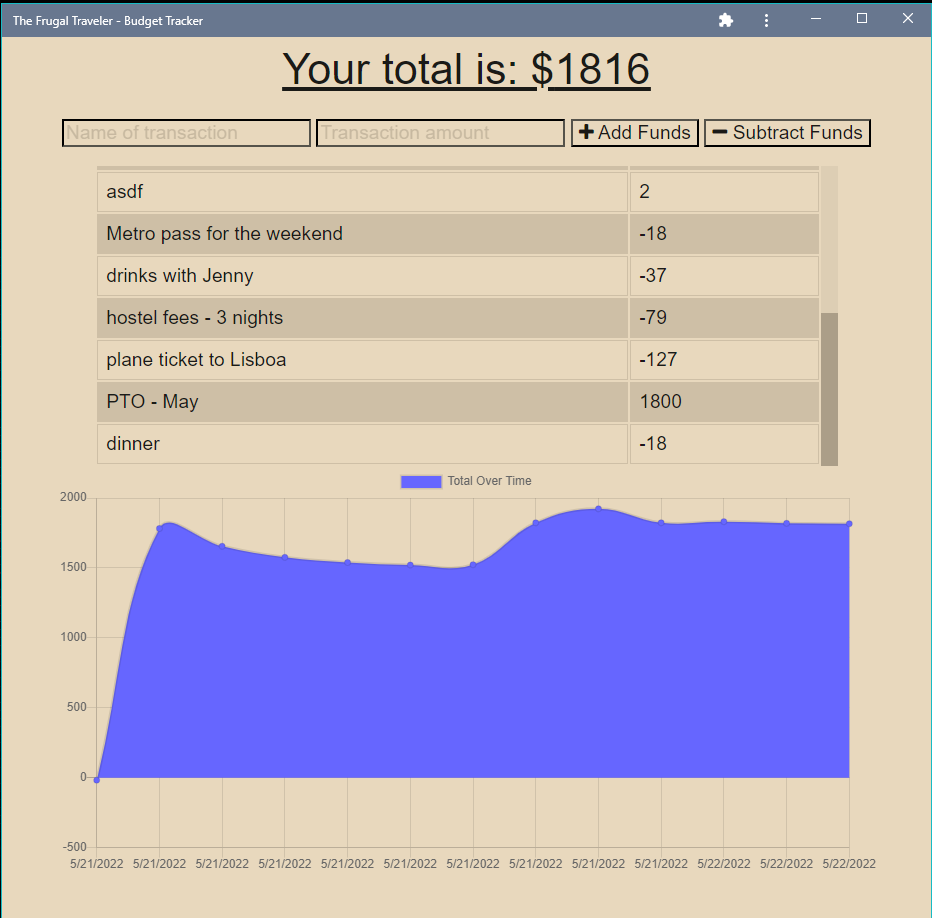 The Frugal Traveler - Budget Tracker
Your total is: $1816
Name of transaction Transaction amount Add Funds Subtract Funds
asdf 2
Metro pass for the weekend -18
drinks with Jenny -37
hostel fees - 3 nights -79
plane ticket to Lisboa -127
PTO - May 1800
dinner -18
Total Over Time
2000
1500
1000
500
0
-500
5/21/2022 5/21/2022 5/21/2022 5/21/2022 5/21/2022 5/21/2022 5/21/2022 5/21/2022 5/21/2022 5/21/2022 5/22/2022 5/22/2022 5/22/2022